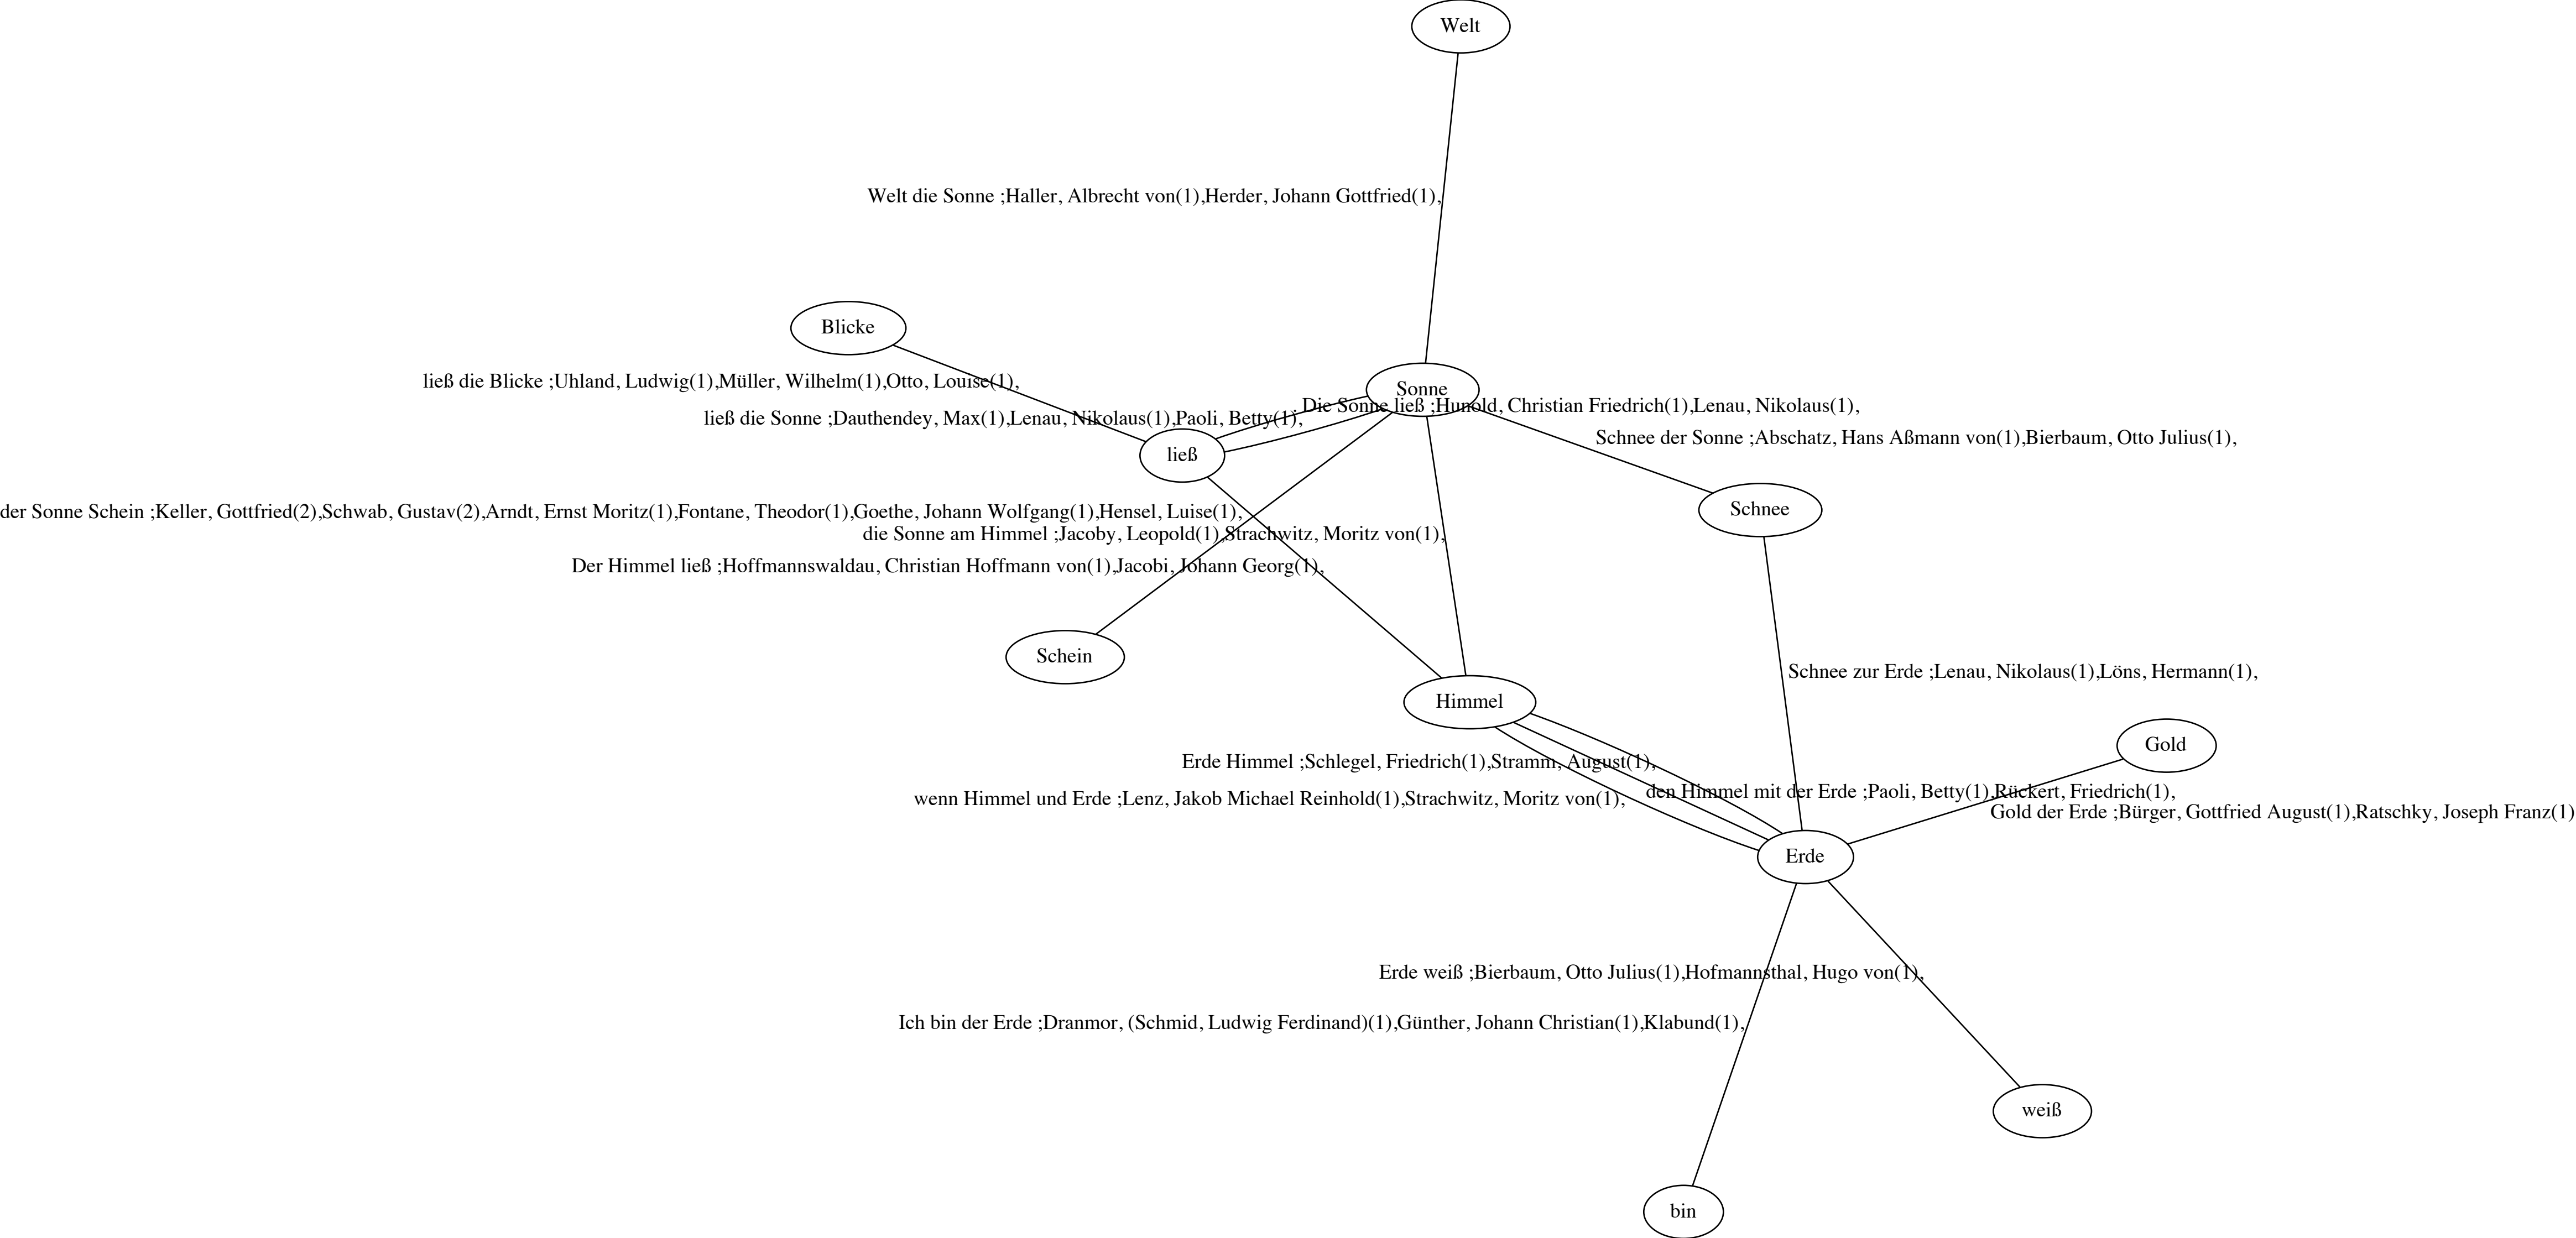 Welt
Welt die Sonne ;Haller, Albrecht von(1),Herder, Johann Gottfried(1),
Blicke
ließ die Blicke ;Uhland, Ludwig(1),Müller, Wilhelm(1),Otto, Louise(1),
Sonne
Die Sonne ließ ;Hunold, Christian Friedrich(1),Lenau, Nikolaus(1),
ließ die Sonne ;Dauthendey, Max(1),Lenau, Nikolaus(1),Paoli, Betty(1),
Schnee der Sonne ;Abschatz, Hans Aßmann von(1),Bierbaum, Otto Julius(1),
ließ
Schnee
der Sonne Schein ;Keller, Gottfried(2),Schwab, Gustav(2),Arndt, Ernst Moritz(1),Fontane, Theodor(1),Goethe, Johann Wolfgang(1),Hensel, Luise(1),
die Sonne am Himmel ;Jacoby, Leopold(1),Strachwitz, Moritz von(1),
Der Himmel ließ ;Hoffmannswaldau, Christian Hoffmann von(1),Jacobi, Johann Georg(1),
Schein
Schnee zur Erde ;Lenau, Nikolaus(1),Löns, Hermann(1),
Himmel
Gold
Erde Himmel ;Schlegel, Friedrich(1),Stramm, August(1),
den Himmel mit der Erde ;Paoli, Betty(1),Rückert, Friedrich(1),
wenn Himmel und Erde ;Lenz, Jakob Michael Reinhold(1),Strachwitz, Moritz von(1),
Gold der Erde ;Bürger, Gottfried August(1),Ratschky, Joseph Franz(1)
Erde
Erde weiß ;Bierbaum, Otto Julius(1),Hofmannsthal, Hugo von(1),
Ich bin der Erde ;Dranmor, (Schmid, Ludwig Ferdinand)(1),Günther, Johann Christian(1),Klabund(1),
weiß
bin